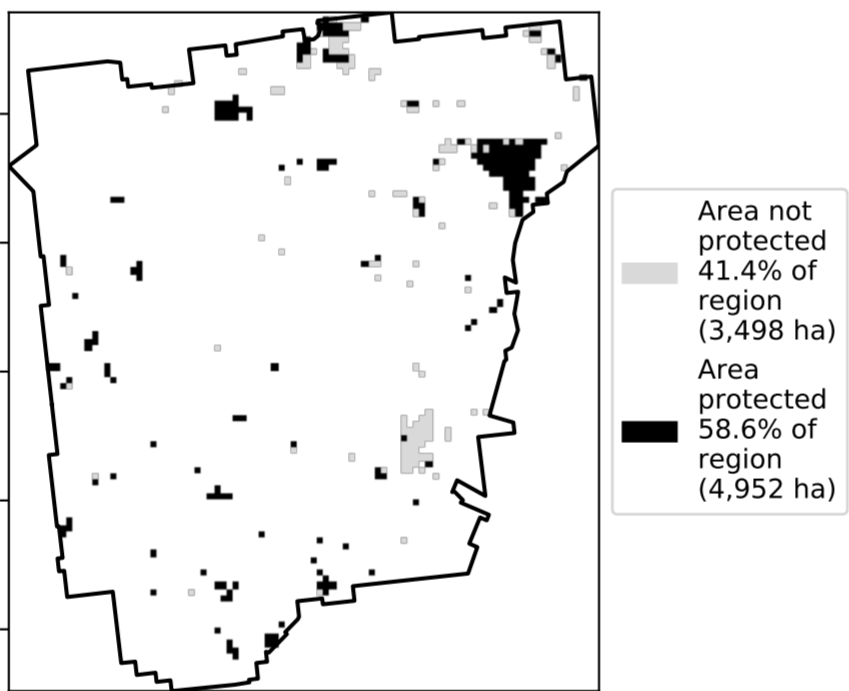 Area not
protected
41.4% of
region
(3,498 ha)
Area
protected
58.6% of
region
(4,952 ha)